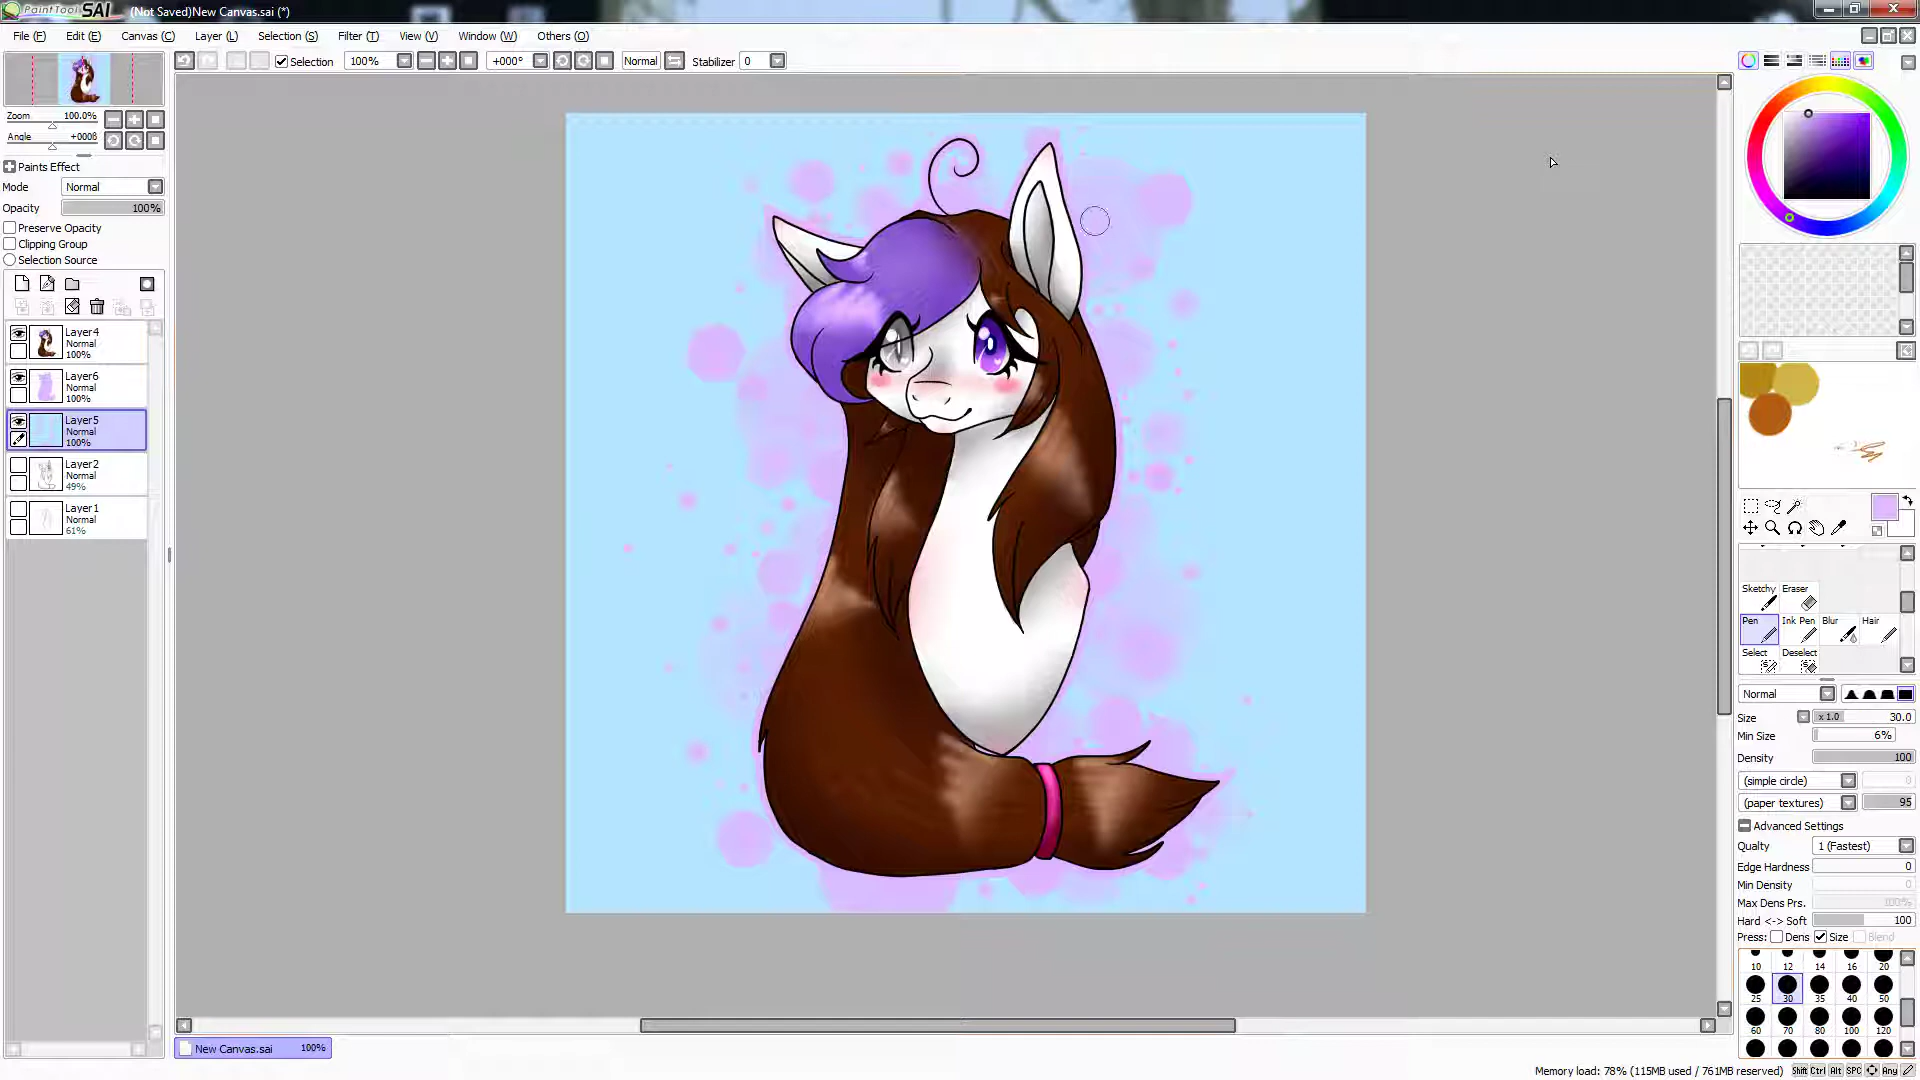 PaintTool SAI (Not Saved)New Canvas.sai (*)
File (F) Edit (E) Canvas (C) Layer (L) Selection (S) Filter (T) View (V) Window (W) Others (O)
Selection 100% +000° Normal Stabilizer 0
Zoom 100.0%
Angle +000ß
Paints Effect
Mode Normal
Opacity 100%
Preserve Opacity
Clipping Group
Selection Source
Layer4
Normal
100%
Layer6
Normal
100%
Layer5
Normal
100%
Layer2
Normal
49%
Layer1
Normal
61%
Sketchy Eraser
Pen Ink Pen Blur Hair
Select Deselect
Normal
Size x 1.0 30.0
Min Size 6%
Density 100
(simple circle) 0
(paper textures) 95
Advanced Settings
Qualty 1 (Fastest)
Edge Hardness 0
Min Density 0
Max Dens Prs. 100%
Hard <-> Soft 100
Press: Dens Size Blend
10 12 14 16 20
25 30 35 40 50
60 70 80 100 120
New Canvas.sai 100%
Memory load: 78% (115MB used / 761MB reserved) Shift Ctrl Alt SPC Any